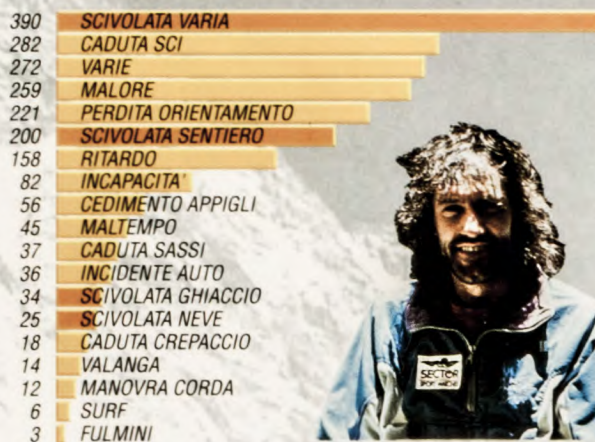 390 SCIVOLATA VARIA
282 CADUTA SCI
272 VARIE
259 MALORE
221 PERDITA ORIENTAMENTO
200 SCIVOLATA SENTIERO
158 RITARDO
82 INCAPACITA'
56 CEDIMENTO APPIGLI
45 MALTEMPO
37 CADUTA SASSI
36 INCIDENTE AUTO
34 SCIVOLATA GHIACCIO
25 SCIVOLATA NEVE
18 CADUTA CREPACCIO
14 VALANGA
12 MANOVRA CORDA
6 SURF
3 FULMINI
SECTOR